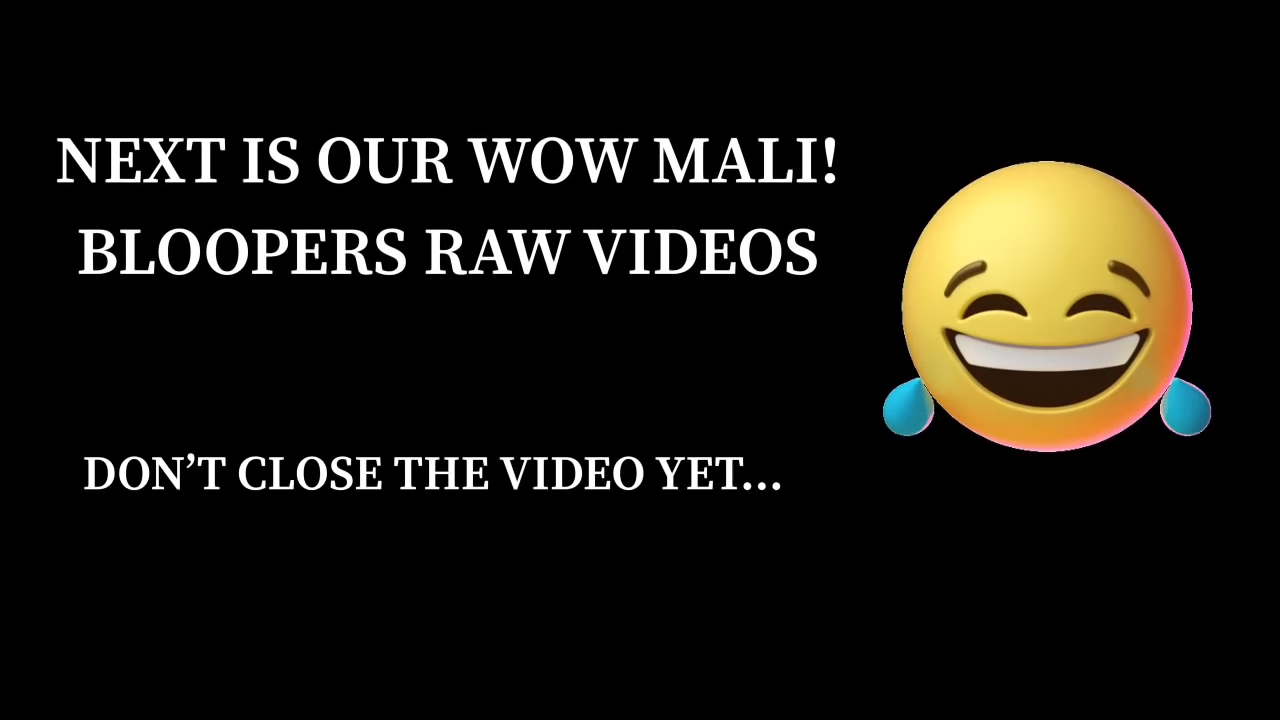 NEXT IS OUR WOW MALI!
BLOOPERS RAW VIDEOS
DON’T CLOSE THE VIDEO YET...